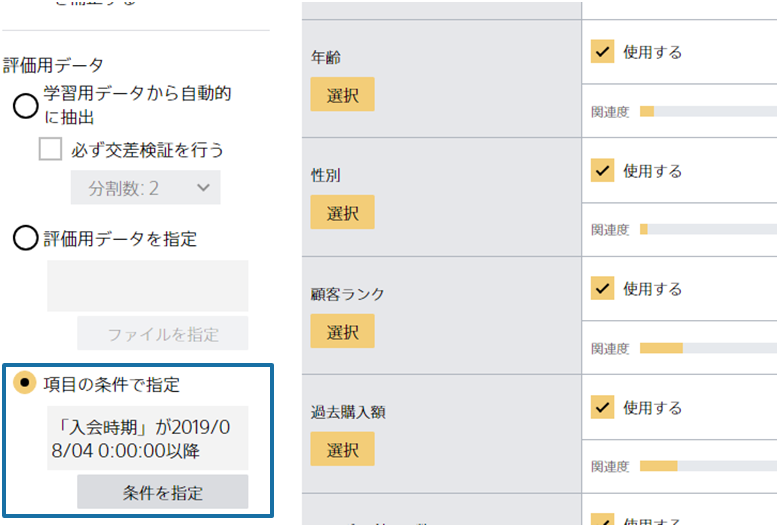 評価用データ
学習用データから自動的
に抽出
必ず交差検証を行う
分割数: 2
評価用データを指定
ファイルを指定
項目の条件で指定
「入会時期」が2019/0
8/04 0:00:00以降
条件を指定
年齢
選択
使用する
関連度
性別
選択
使用する
関連度
顧客ランク
選択
使用する
関連度
過去購入額
選択
使用する
関連度
使用する